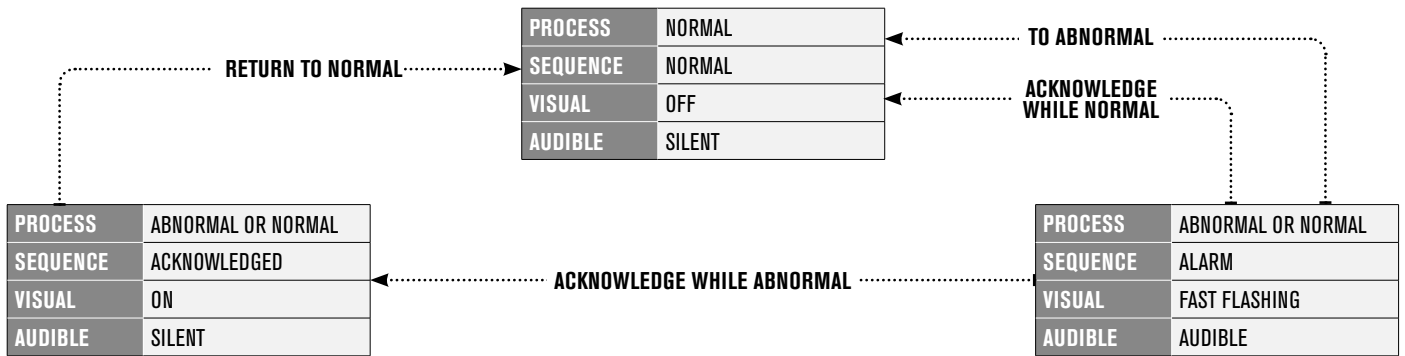 PROCESS NORMAL
SEQUENCE NORMAL
VISUAL OFF
AUDIBLE SILENT
RETURN TO NORMAL
TO ABNORMAL
ACKNOWLEDGE
WHILE NORMAL
PROCESS ABNORMAL OR NORMAL
SEQUENCE ACKNOWLEDGED
VISUAL ON
AUDIBLE SILENT
ACKNOWLEDGE WHILE ABNORMAL
PROCESS ABNORMAL OR NORMAL
SEQUENCE ALARM
VISUAL FAST FLASHING
AUDIBLE AUDIBLE